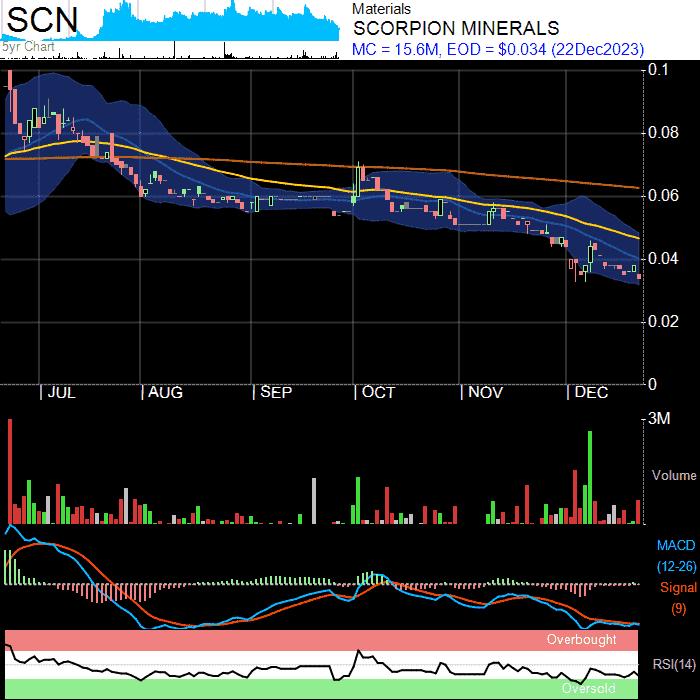 SCN
5yr Chart
Materials
SCORPION MINERALS
MC = 15.6M, EOD = $0.034 (22Dec2023)
0.1
0.08
0.06
0.04
0.02
0
JUL AUG SEP OCT NOV DEC
3M
Volume
MACD
(12-26)
Signal
(9)
Overbought
RSI(14)
Oversold